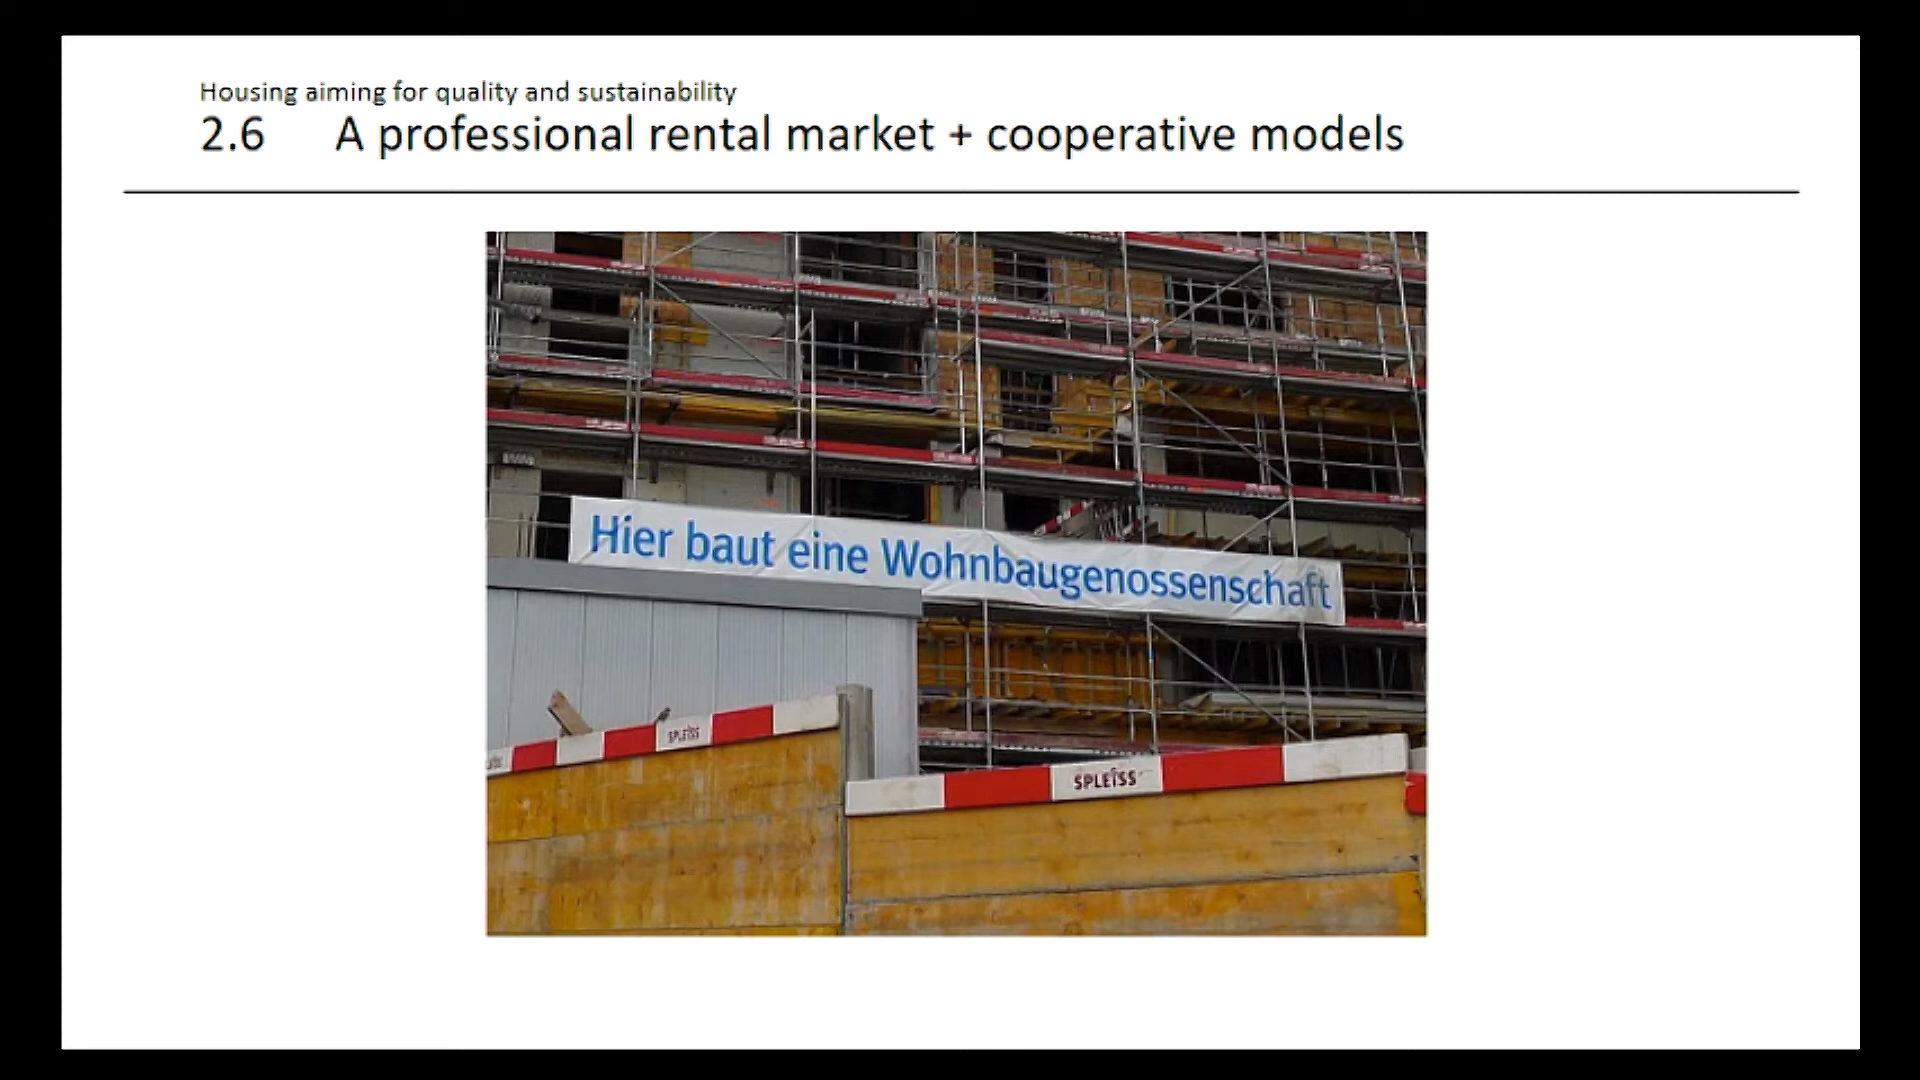 Housing aiming for quality and sustainability
2.6 A professional rental market + cooperative models
Hier baut eine Wohnbaugenossenschaft
SPLEISS
SPLEISS